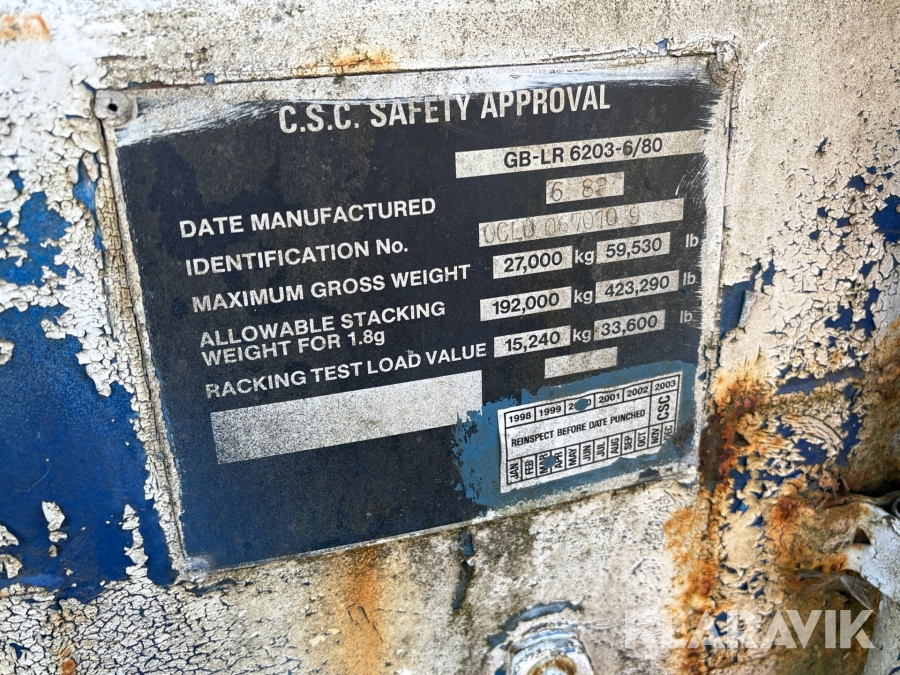 C.S.C. SAFETY APPROVAL
GB-LR 6203-6/80
DATE MANUFACTURED 6
IDENTIFICATION No.
MAXIMUM GROSS WEIGHT 27,000 kg 59,530 lb
ALLOWABLE STACKING
WEIGHT FOR 1.8g 192,000 kg 423,290 lb
RACKING TEST LOAD VALUE 15,240 kg 33,600 lb
1998 1999 2001 2002 2003
REINSPECT BEFORE DATE PUNCHED CSC
JAN FEB MAR APR MAY JUN JUL AUG SEP OCT NOV DEC
KLARAVIK